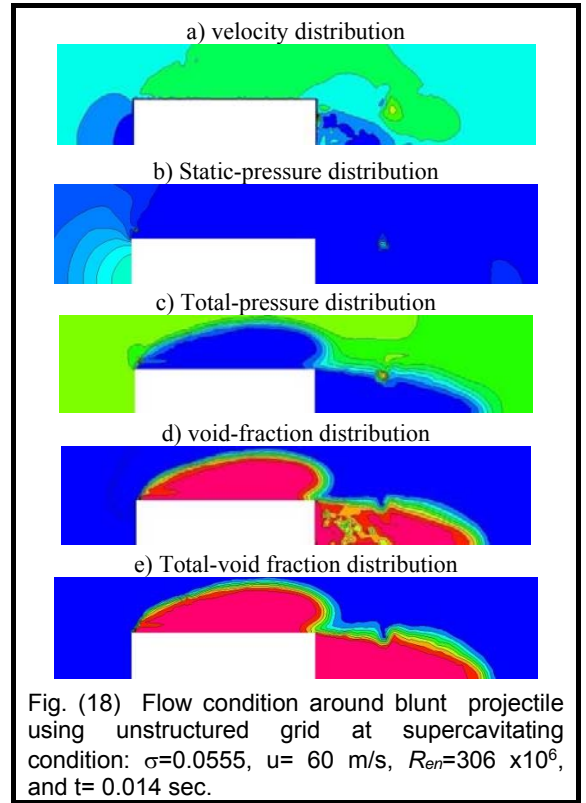 a) velocity distribution
b) Static-pressure distribution
c) Total-pressure distribution
d) void-fraction distribution
e) Total-void fraction distribution
Fig. (18) Flow condition around blunt projectile
using unstructured grid at supercavitating
condition: σ=0.0555, u= 60 m/s, Ren=306 x10⁶,
and t= 0.014 sec.